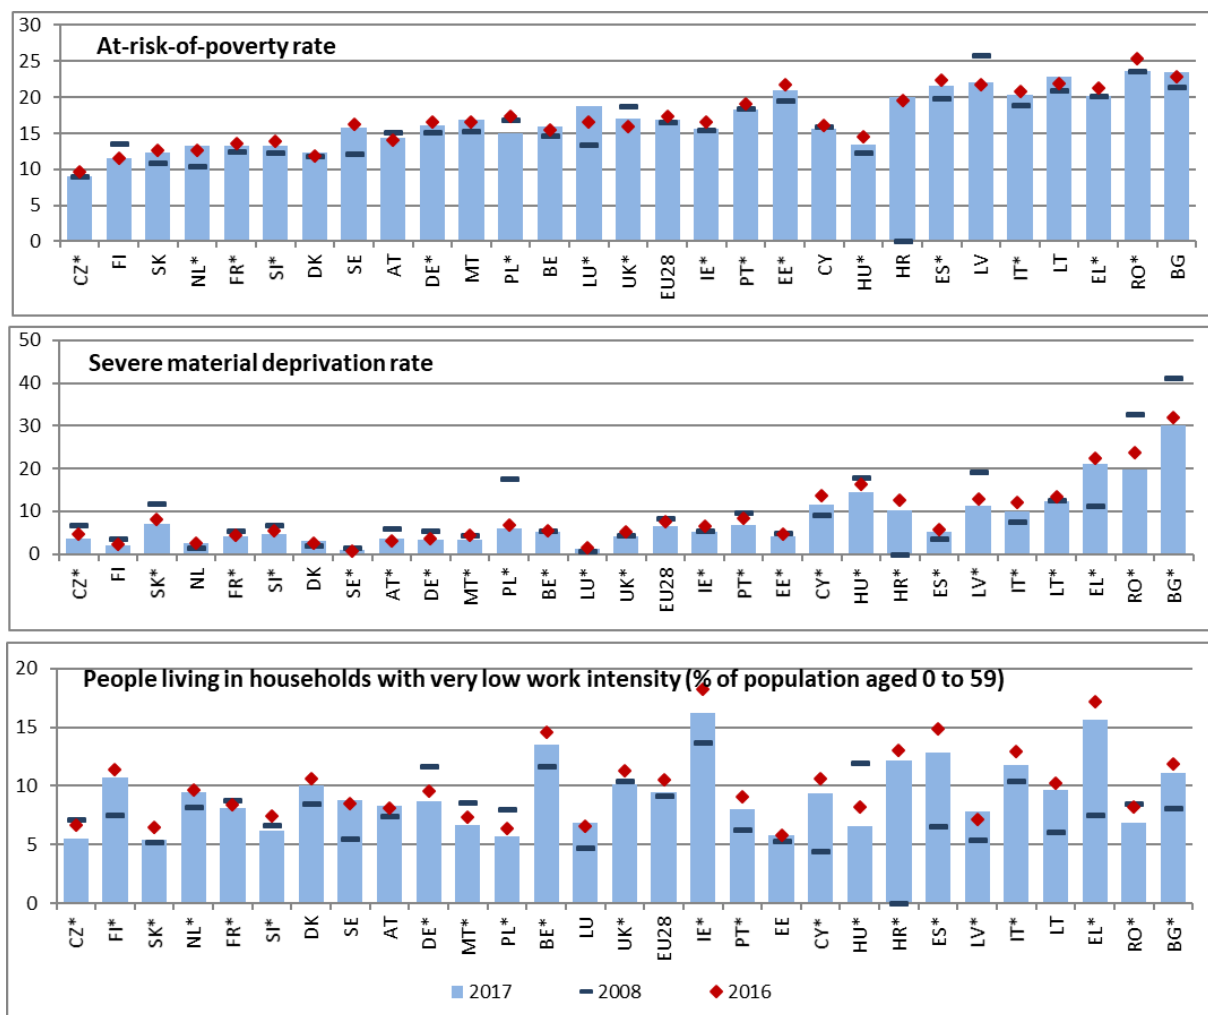 At-risk-of-poverty rate
30
25
20
15
10
5
0
CZ* FI SK NL* FR* SI* DK SE AT DE* MT PL* BE LU* UK* EU28 IE* PT* EE* CY HU* HR ES* LV IT* LT EL* RO* BG
Severe material deprivation rate
50
40
30
20
10
0
CZ* FI SK* NL FR* SI* DK SE* AT* DE* MT* PL* BE* LU* UK* EU28 IE* PT* EE* CY* HU* HR* ES* LV* IT* LT* EL* RO* BG*
People living in households with very low work intensity (% of population aged 0 to 59)
20
15
10
5
0
CZ* FI* SK* NL* FR* SI* DK SE AT DE* MT* PL* BE* LU UK* EU28 IE* PT* EE CY* HU* HR* ES* LV* IT* LT EL* RO* BG*
2017 2008 2016